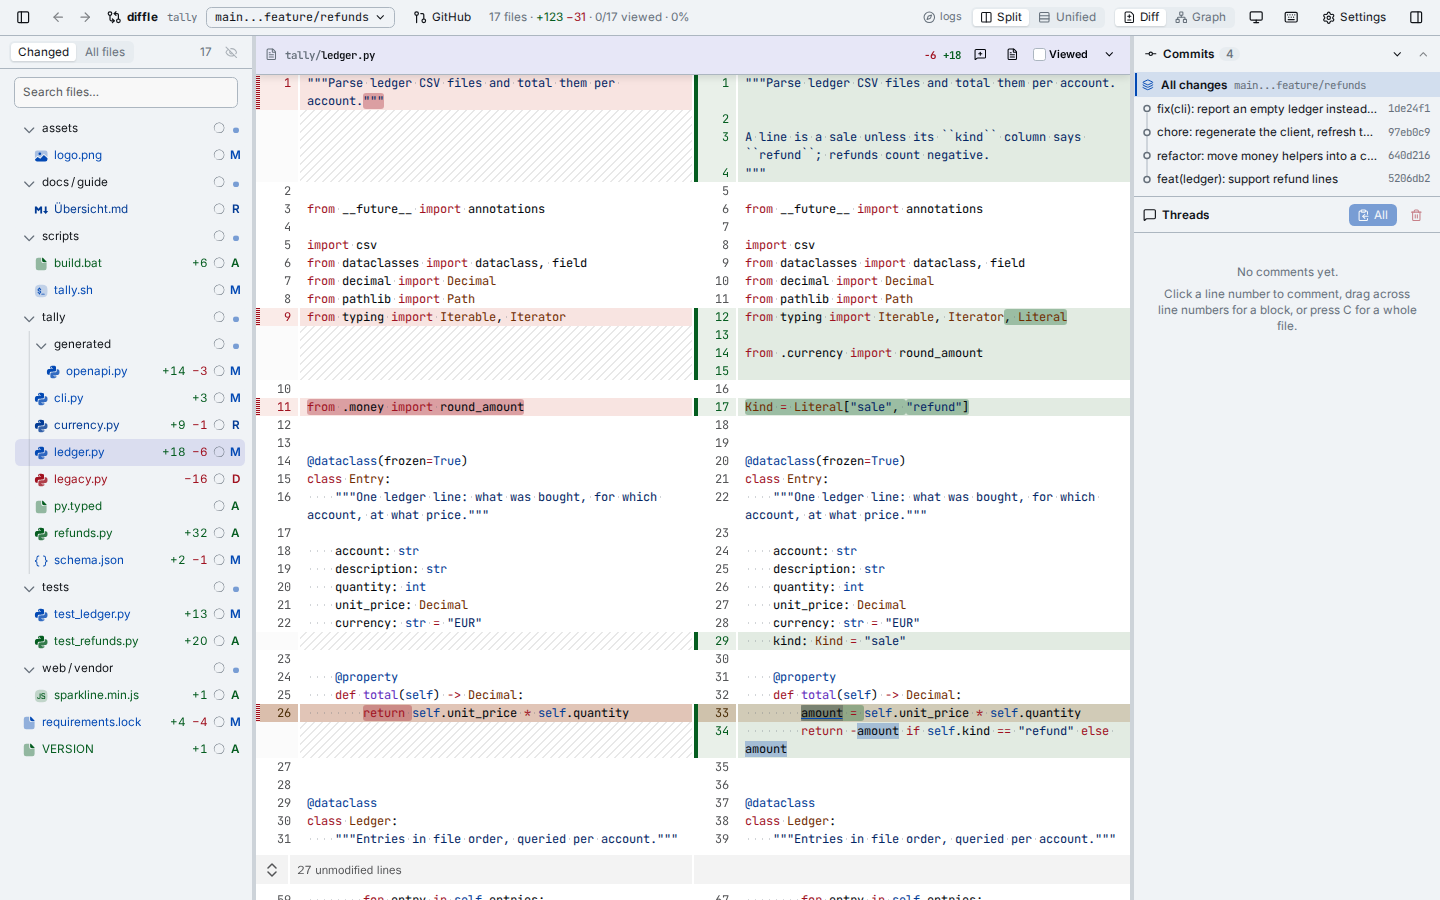 diffle tally main...feature/refunds GitHub 17 files · +123 −31 · 0/17 viewed · 0% logs Split Unified Diff Graph Settings
Changed All files 17
Search files...
assets
logo.png M
docs/guide
Übersicht.md R
scripts
build.bat +6 A
tally.sh M
tally
generated
openapi.py +14 −3 M
cli.py +3 M
currency.py +9 −1 R
ledger.py +18 −6 M
legacy.py −16 D
py.typed A
refunds.py +32 A
schema.json +2 −1 M
tests
test_ledger.py +13 M
test_refunds.py +20 A
web/vendor
sparkline.min.js +1 A
requirements.lock +4 −4 M
VERSION +1 A
tally/ledger.py -6 +18 Viewed
1 """Parse ledger CSV files and total them per
account."""
2
3 from __future__ import annotations
4
5 import csv
6 from dataclasses import dataclass, field
7 from decimal import Decimal
8 from pathlib import Path
9 from typing import Iterable, Iterator
10
11 from .money import round_amount
12
13
14 @dataclass(frozen=True)
15 class Entry:
16 """One ledger line: what was bought, for which
account, at what price."""
17
18 account: str
19 description: str
20 quantity: int
21 unit_price: Decimal
22 currency: str = "EUR"
23
24 @property
25 def total(self) -> Decimal:
26 return self.unit_price * self.quantity
27
28
29 @dataclass
30 class Ledger:
31 """Entries in file order, queried per account."""
27 unmodified lines
59 for entry in self.entries:
1 """Parse ledger CSV files and total them per account.
2
3 A line is a sale unless its ``kind`` column says
``refund``; refunds count negative.
4 """
5
6 from __future__ import annotations
7
8 import csv
9 from dataclasses import dataclass, field
10 from decimal import Decimal
11 from pathlib import Path
12 from typing import Iterable, Iterator, Literal
13
14 from .currency import round_amount
15
16
17 Kind = Literal["sale", "refund"]
18
19
20 @dataclass(frozen=True)
21 class Entry:
22 """One ledger line: what was bought, for which
account, at what price."""
23
24 account: str
25 description: str
26 quantity: int
27 unit_price: Decimal
28 currency: str = "EUR"
29 kind: Kind = "sale"
30
31 @property
32 def total(self) -> Decimal:
33 amount = self.unit_price * self.quantity
34 return -amount if self.kind == "refund" else
amount
35
36
37 @dataclass
38 class Ledger:
39 """Entries in file order, queried per account."""
67 for entry in self.entries:
Commits 4
All changes main...feature/refunds
fix(cli): report an empty ledger instead... 1de24f1
chore: regenerate the client, refresh t... 97eb0c9
refactor: move money helpers into a c... 640d216
feat(ledger): support refund lines 5206db2
Threads All
No comments yet.
Click a line number to comment, drag across
line numbers for a block, or press C for a whole
file.